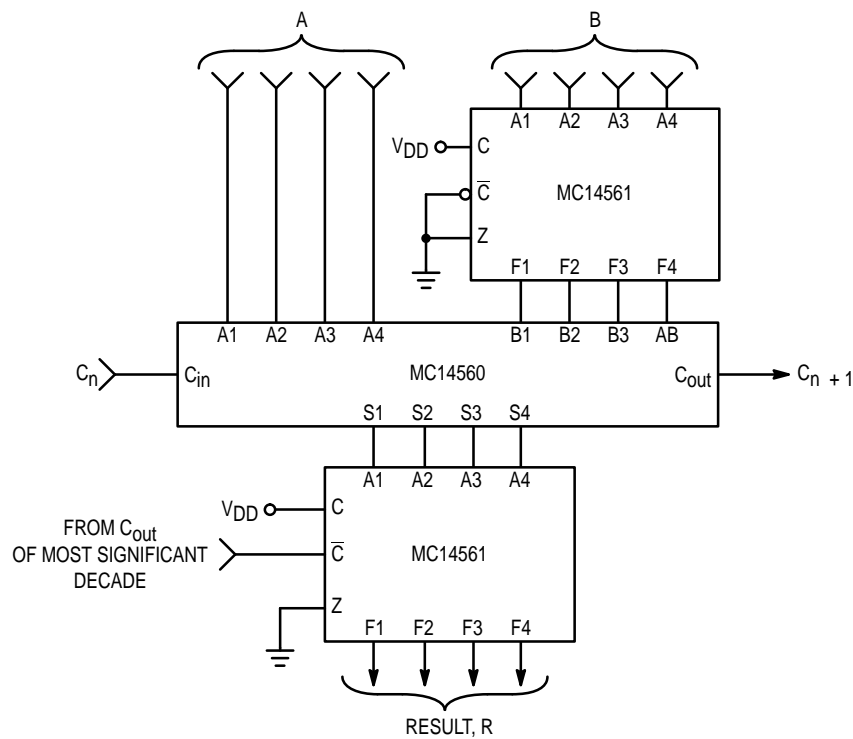 A B
A1 A2 A3 A4
VDD C
C̅ MC14561
Z
F1 F2 F3 F4
A1 A2 A3 A4 B1 B2 B3 AB
Cn Cin MC14560 Cout Cn + 1
S1 S2 S3 S4
A1 A2 A3 A4
VDD C
FROM Cout
OF MOST SIGNIFICANT
DECADE
C̅ MC14561
Z
F1 F2 F3 F4
RESULT, R